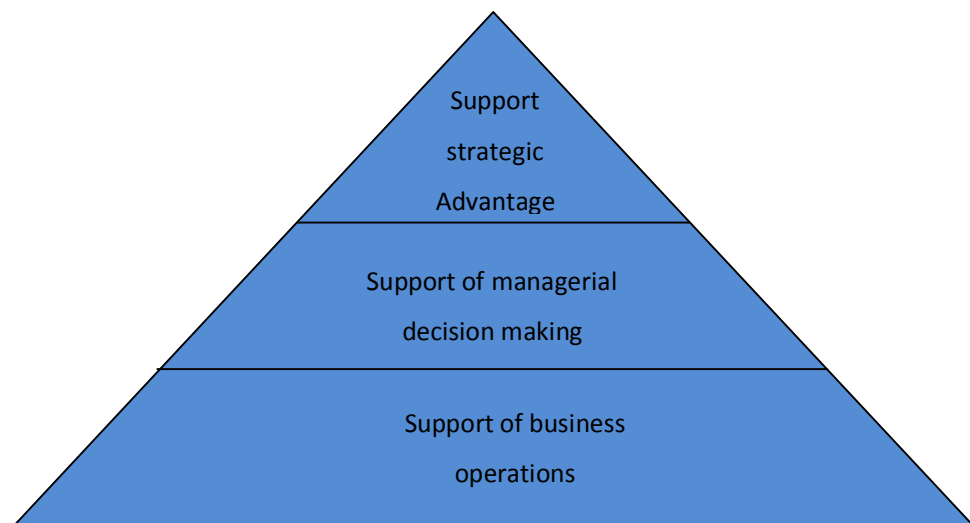 Support
strategic
Advantage
Support of managerial
decision making
Support of business
operations